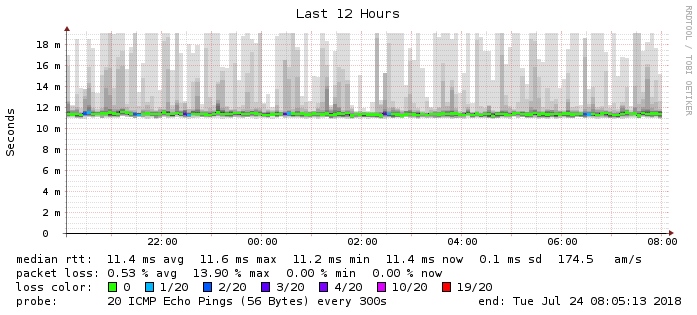 Last 12 Hours
RRDTOOL / TOBI OETIKER
Seconds
18 m
16 m
14 m
12 m
10 m
8 m
6 m
4 m
2 m
0
22:00 00:00 02:00 04:00 06:00 08:00
median rtt: 11.4 ms avg 11.6 ms max 11.2 ms min 11.4 ms now 0.1 ms sd 174.5 am/s
packet loss: 0.53 % avg 13.90 % max 0.00 % min 0.00 % now
loss color: 0 1/20 2/20 3/20 4/20 10/20 19/20
probe: 20 ICMP Echo Pings (56 Bytes) every 300s end: Tue Jul 24 08:05:13 2018